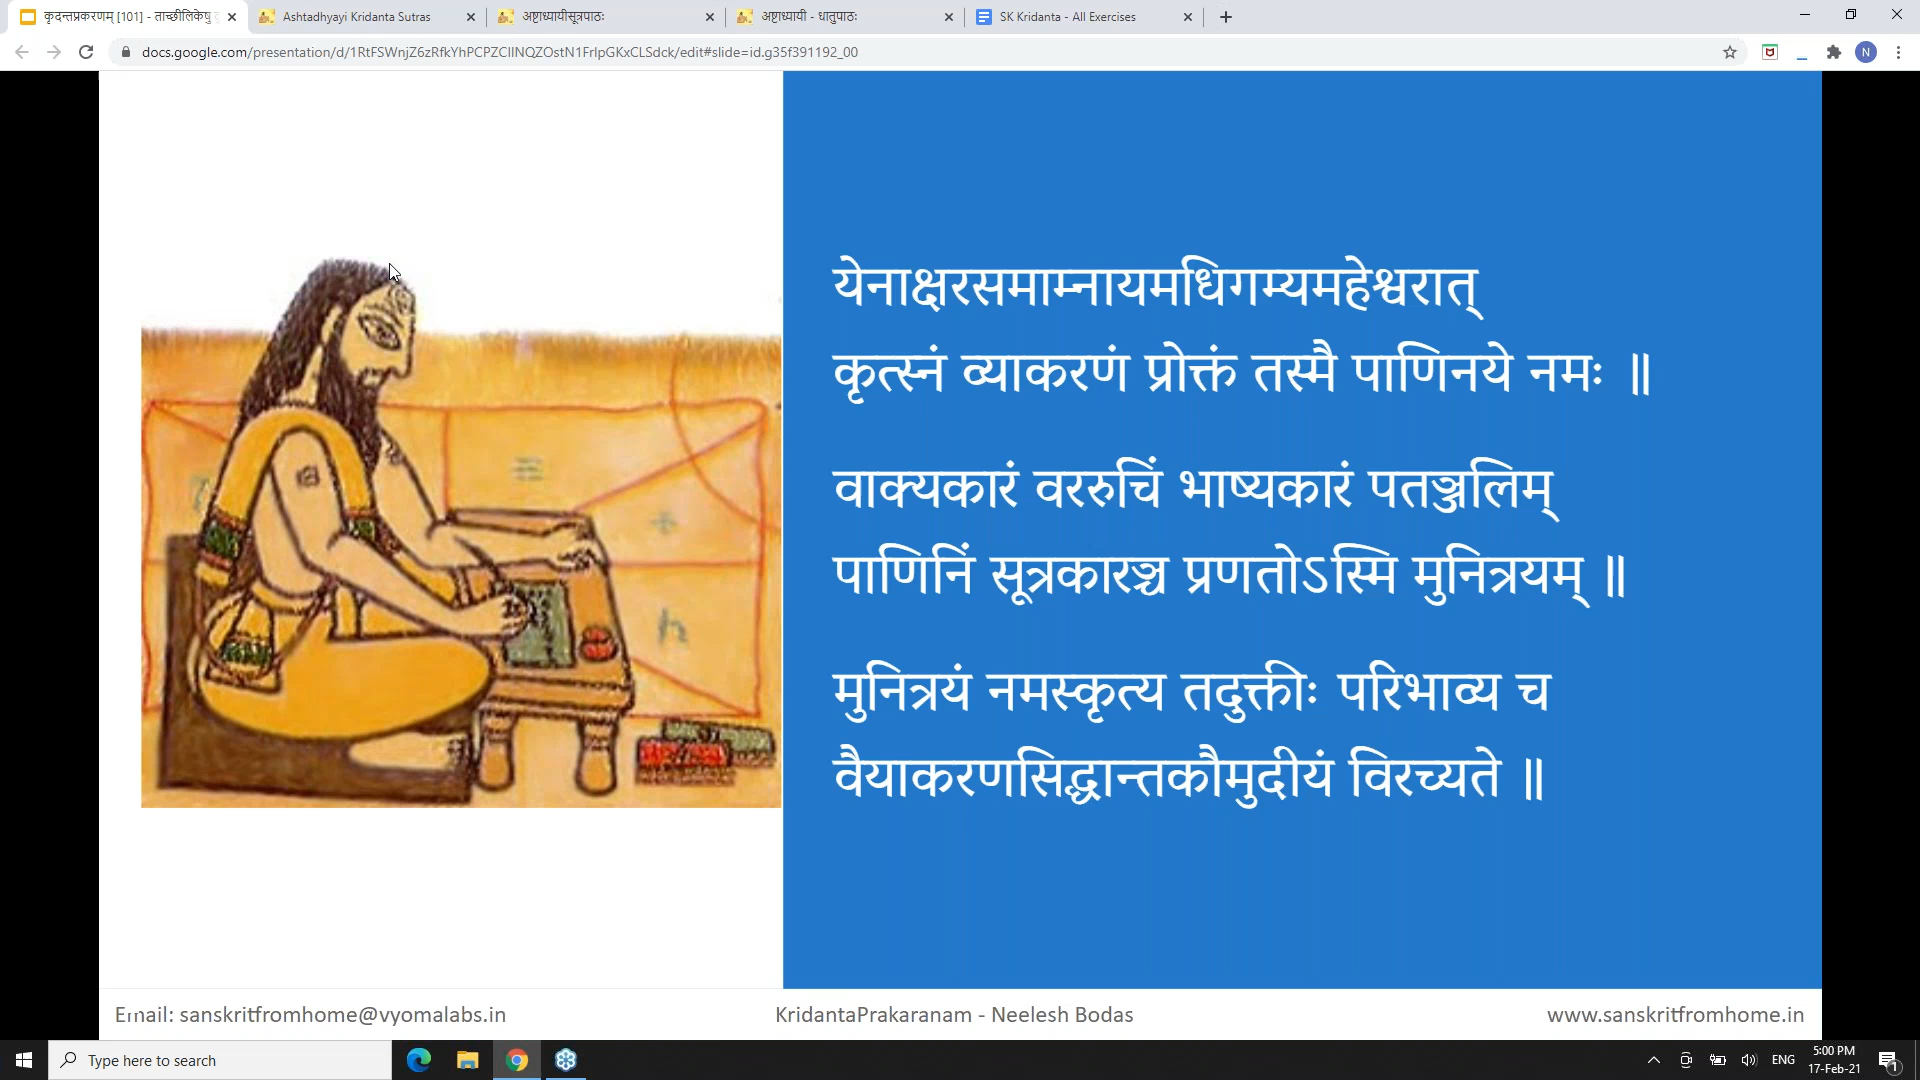 कृदन्तप्रकरणम् [101] - ताच्छीलिकेषु
Ashtadhyayi Kridanta Sutras
अष्टाध्यायीसूत्रपाठः
अष्टाध्यायी - धातुपाठः
SK Kridanta - All Exercises
docs.google.com/presentation/d/1RtFSWnjZ6zRfkYhPCPZCIlNQZOstN1FrIpGKxCLSdck/edit#slide=id.g35f391192_00
N
येनाक्षरसमाम्नायमधिगम्यमहेश्वरात्
कृत्स्नं व्याकरणं प्रोक्तं तस्मै पाणिनये नमः ॥
वाक्यकारं वररुचिं भाष्यकारं पतञ्जलिम्
पाणिनिं सूत्रकारञ्च प्रणतोऽस्मि मुनित्रयम् ॥
मुनित्रयं नमस्कृत्य तदुक्तीः परिभाव्य च
वैयाकरणसिद्धान्तकौमुदीयं विरच्यते ॥
Email: sanskritfromhome@vyomalabs.in
KridantaPrakaranam - Neelesh Bodas
www.sanskritfromhome.in
Type here to search
ENG
5:00 PM
17-Feb-21
1